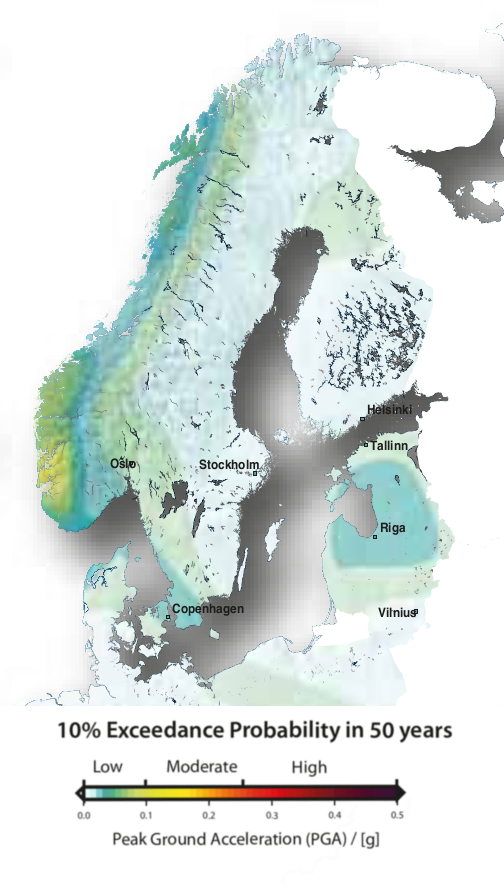 Helsinki
Tallinn
Oslo
Stockholm
Riga
Copenhagen
Vilnius
10% Exceedance Probability in 50 years
Low Moderate High
0.0 0.1 0.2 0.3 0.4 0.5
Peak Ground Acceleration (PGA) / [g]